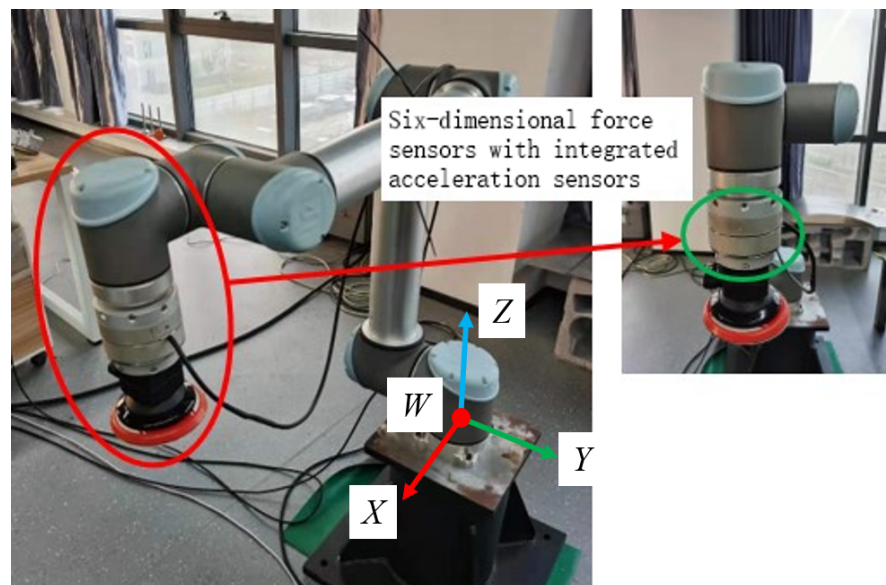 Six-dimensional force
sensors with integrated
acceleration sensors
Z
W
Y
X